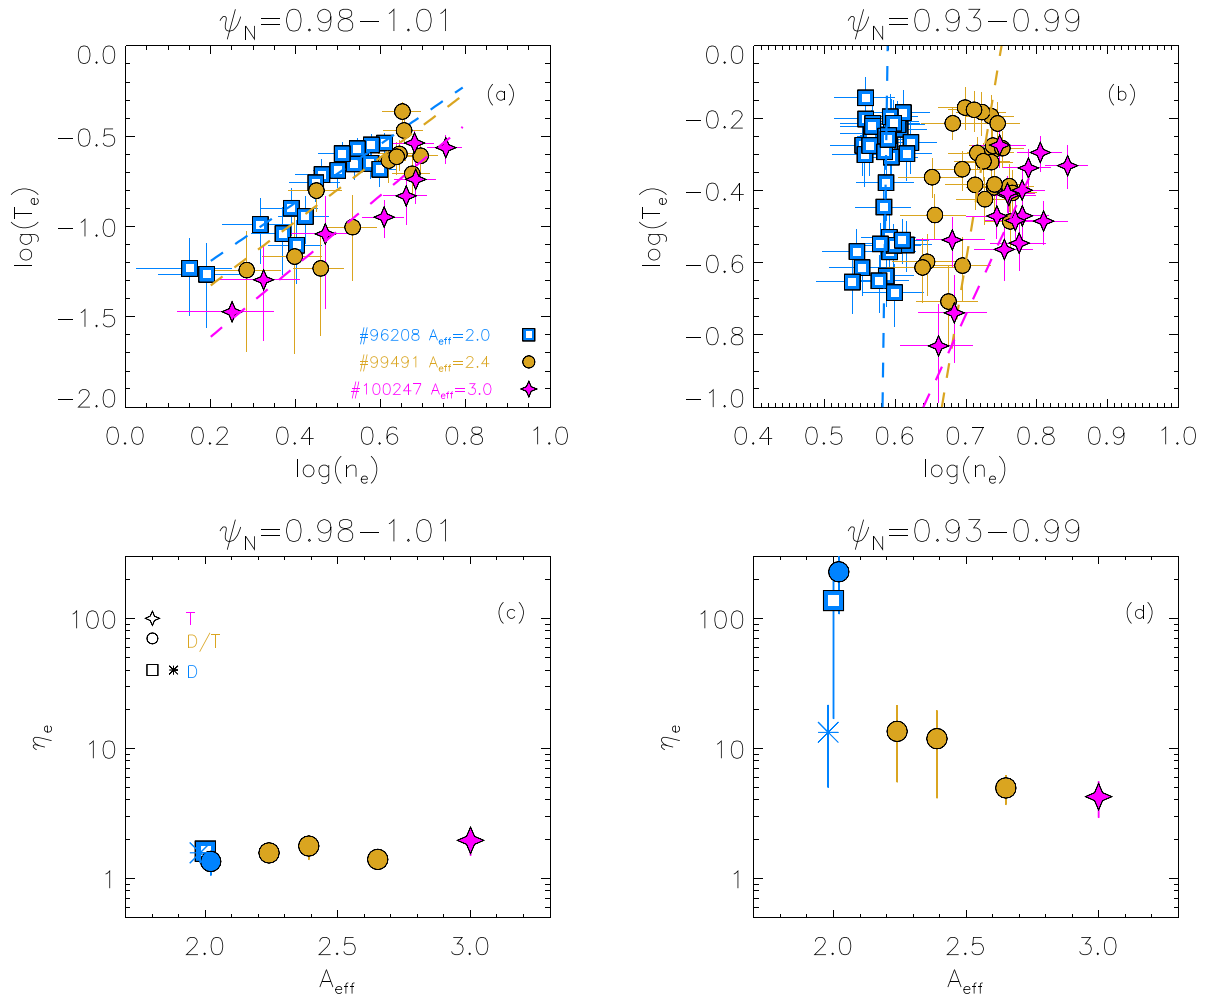 ψN=0.98−1.01
0.0
−0.5
−1.0
−1.5
−2.0
log(Te)
(a)
#96208 Aeff=2.0
#99491 Aeff=2.4
#100247 Aeff=3.0
0.0 0.2 0.4 0.6 0.8 1.0
log(ne)
ψN=0.93−0.99
0.0
−0.2
−0.4
−0.6
−0.8
−1.0
log(Te)
(b)
0.4 0.5 0.6 0.7 0.8 0.9 1.0
log(ne)
ψN=0.98−1.01
100
10
1
ηe
(c)
T
D/T
D
2.0 2.5 3.0
Aeff
ψN=0.93−0.99
100
10
1
ηe
(d)
2.0 2.5 3.0
Aeff